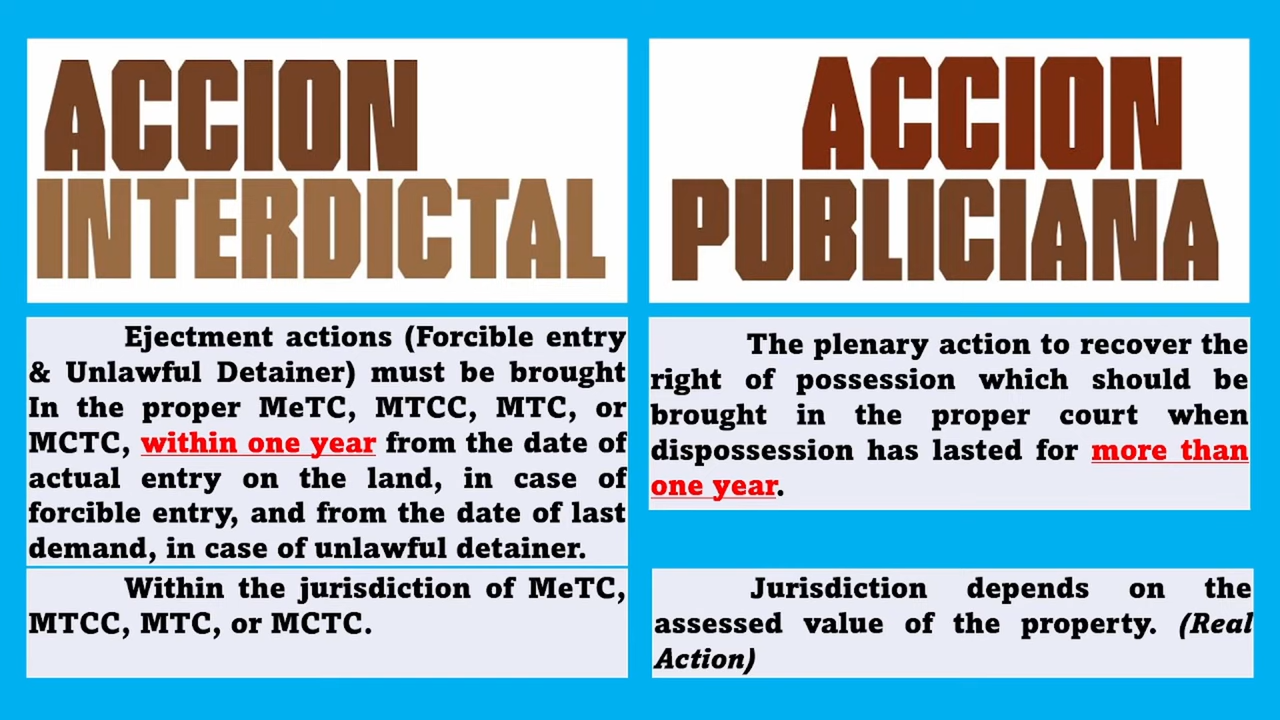 ACCION
INTERDICTAL
Ejectment actions (Forcible entry
& Unlawful Detainer) must be brought
In the proper MeTC, MTCC, MTC, or
MCTC, within one year from the date of
actual entry on the land, in case of
forcible entry, and from the date of last
demand, in case of unlawful detainer.
Within the jurisdiction of MeTC,
MTCC, MTC, or MCTC.
ACCION
PUBLICIANA
The plenary action to recover the
right of possession which should be
brought in the proper court when
dispossession has lasted for more than
one year.
Jurisdiction depends on the
assessed value of the property. (Real
Action)